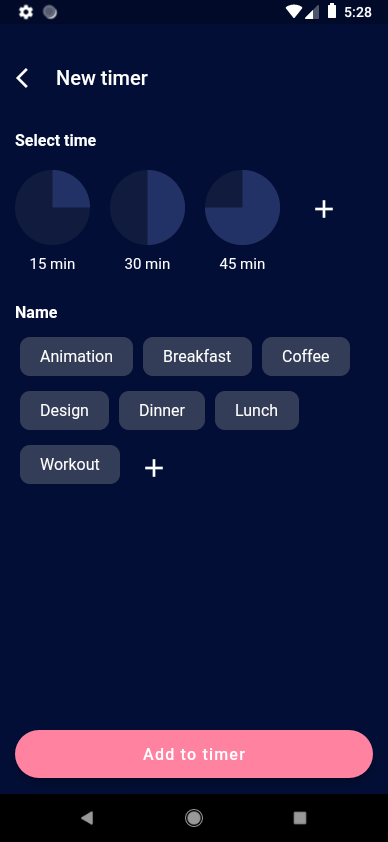 5:28
New timer
Select time
15 min 30 min 45 min
Name
Animation Breakfast Coffee
Design Dinner Lunch
Workout
Add to timer